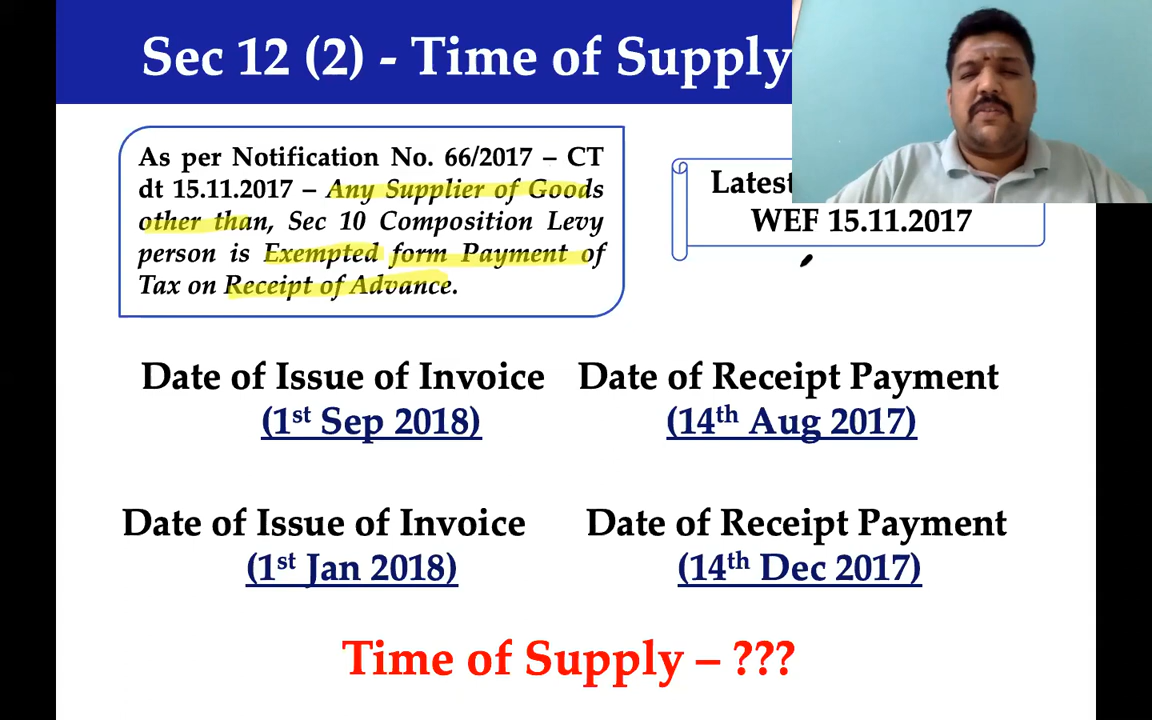 Sec 12 (2) - Time of Supply
As per Notification No. 66/2017 – CT
dt 15.11.2017 – Any Supplier of Goods
other than, Sec 10 Composition Levy
person is Exempted form Payment of
Tax on Receipt of Advance.
Latest
WEF 15.11.2017
Date of Issue of Invoice
(1st Sep 2018)
Date of Receipt Payment
(14th Aug 2017)
Date of Issue of Invoice
(1st Jan 2018)
Date of Receipt Payment
(14th Dec 2017)
Time of Supply – ???